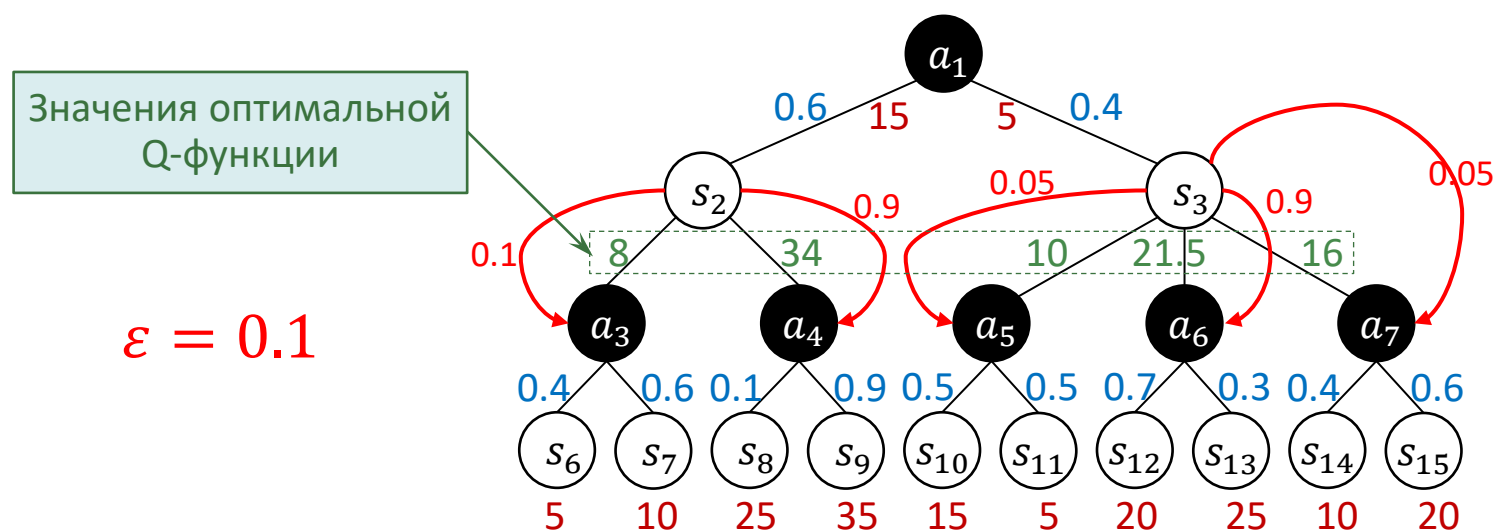 a₁
Значения оптимальной
Q-функции
0.6 15 5 0.4
s₂ s₃
0.1 0.9 0.05 0.9 0.05
8 34 10 21.5 16
ε = 0.1
a₃ a₄ a₅ a₆ a₇
0.4 0.6 0.1 0.9 0.5 0.5 0.7 0.3 0.4 0.6
s₆ s₇ s₈ s₉ s₁₀ s₁₁ s₁₂ s₁₃ s₁₄ s₁₅
5 10 25 35 15 5 20 25 10 20